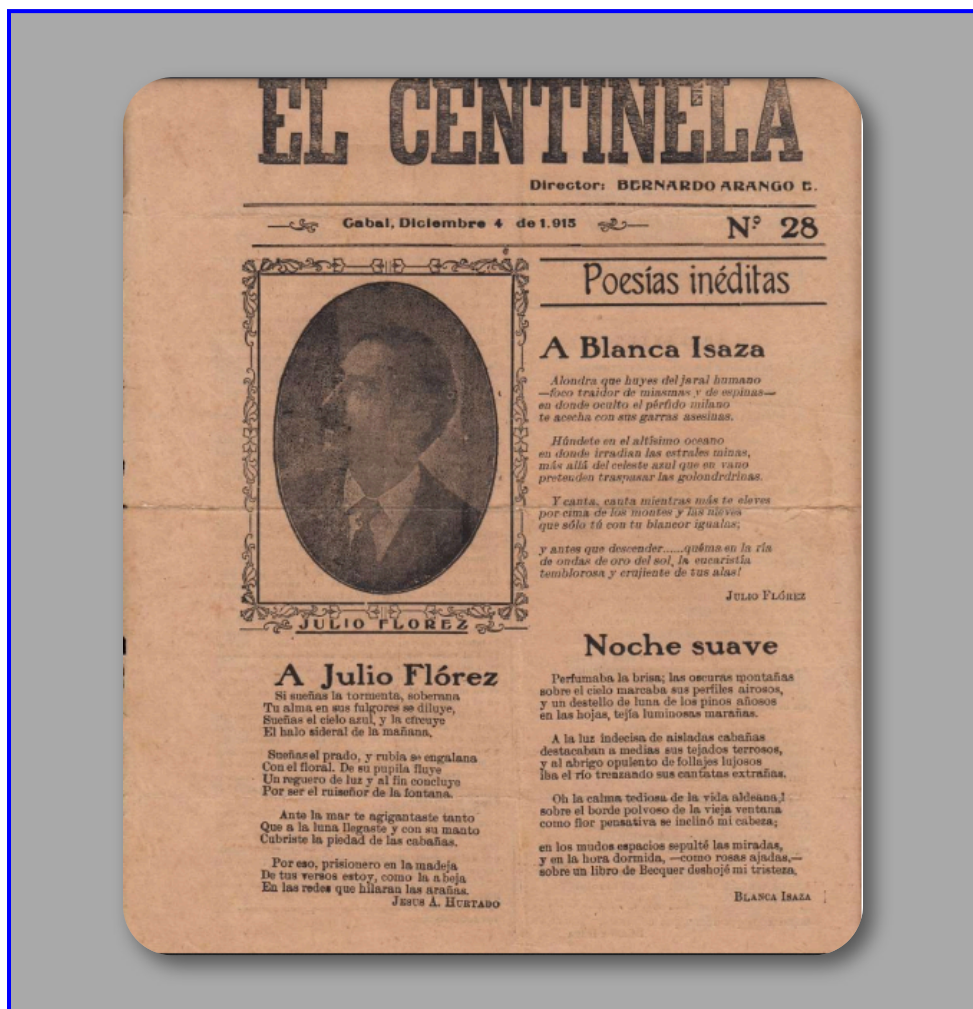 EL CENTINELA
Director: BERNARDO ARANGO E.
Cabal, Diciembre 4 de 1.915
Nº 28
JULIO FLOREZ
A Julio Flórez
Si sueñas la tormenta, soberana
Tu alma en sus fulgores se diluye,
Sueñas el cielo azul, y la circuye
El halo sideral de la mañana,
Sueñas el prado, y rubia se engalana
Con el floral. De su pupila fluye
Un reguero de luz y al fin concluye
Por ser el ruiseñor de la fontana.
Ante la mar te agigantaste tanto
Que a la luna llegaste y con su manto
Cubriste la piedad de las cabañas.
Por eso, prisionero en la madeja
De tus versos estoy, como la abeja
En las redes que hilaran las arañas.
JESUS A. HURTADO
Poesías inéditas
A Blanca Isaza
Alondra que huyes del jaral humano
—foco traidor de miasmas y de espinas—
en donde oculto el pérfido milano
te acecha con sus garras asesinas.
Húndete en el altísimo oceano
en donde irradian las estrales minas,
más allá del celeste azul que en vano
pretenden traspasar las golondrdrinas.
Y canta, canta mientras más te eleves
por cima de los montes y las nieves
que sólo tú con tu blancor igualas;
y antes que descender......quéma en la ría
de ondas de oro del sol, la eucaristía
temblorosa y crujiente de tus alas!
JULIO FLÓREZ
Noche suave
Perfumaba la brisa; las oscuras montañas
sobre el cielo marcaba sus perfiles airosos,
y un destello de luna de los pinos añosos
en las hojas, tejía luminosas marañas.
A la luz indecisa de aisladas cabañas
destacaban a medias sus tejados terrosos,
y al abrigo opulento de follajes lujosos
iba el río trenzando sus cantatas extrañas.
Oh la calma tediosa de la vida aldeana,!
sobre el borde polvoso de la vieja ventana
como flor pensativa se inclinó mi cabeza;
en los mudos espacios sepulté las miradas,
y en la hora dormida, —como rosas ajadas,—
sobre un libro de Becquer deshojé mi tristeza.
BLANCA ISAZA